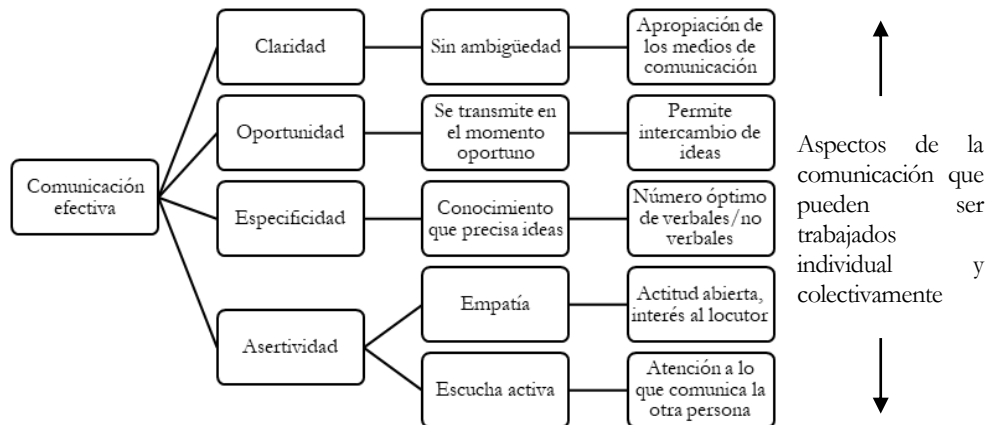 Comunicación
efectiva
Claridad
Sin ambigüedad
Apropiación de
los medios de
comunicación
Oportunidad
Se transmite en
el momento
oportuno
Permite
intercambio de
ideas
Especificidad
Conocimiento
que precisa ideas
Número óptimo
de verbales/no
verbales
Asertividad
Empatía
Actitud abierta,
interés al locutor
Escucha activa
Atención a lo
que comunica la
otra persona
Aspectos de la
comunicación que
pueden ser
trabajados
individual y
colectivamente